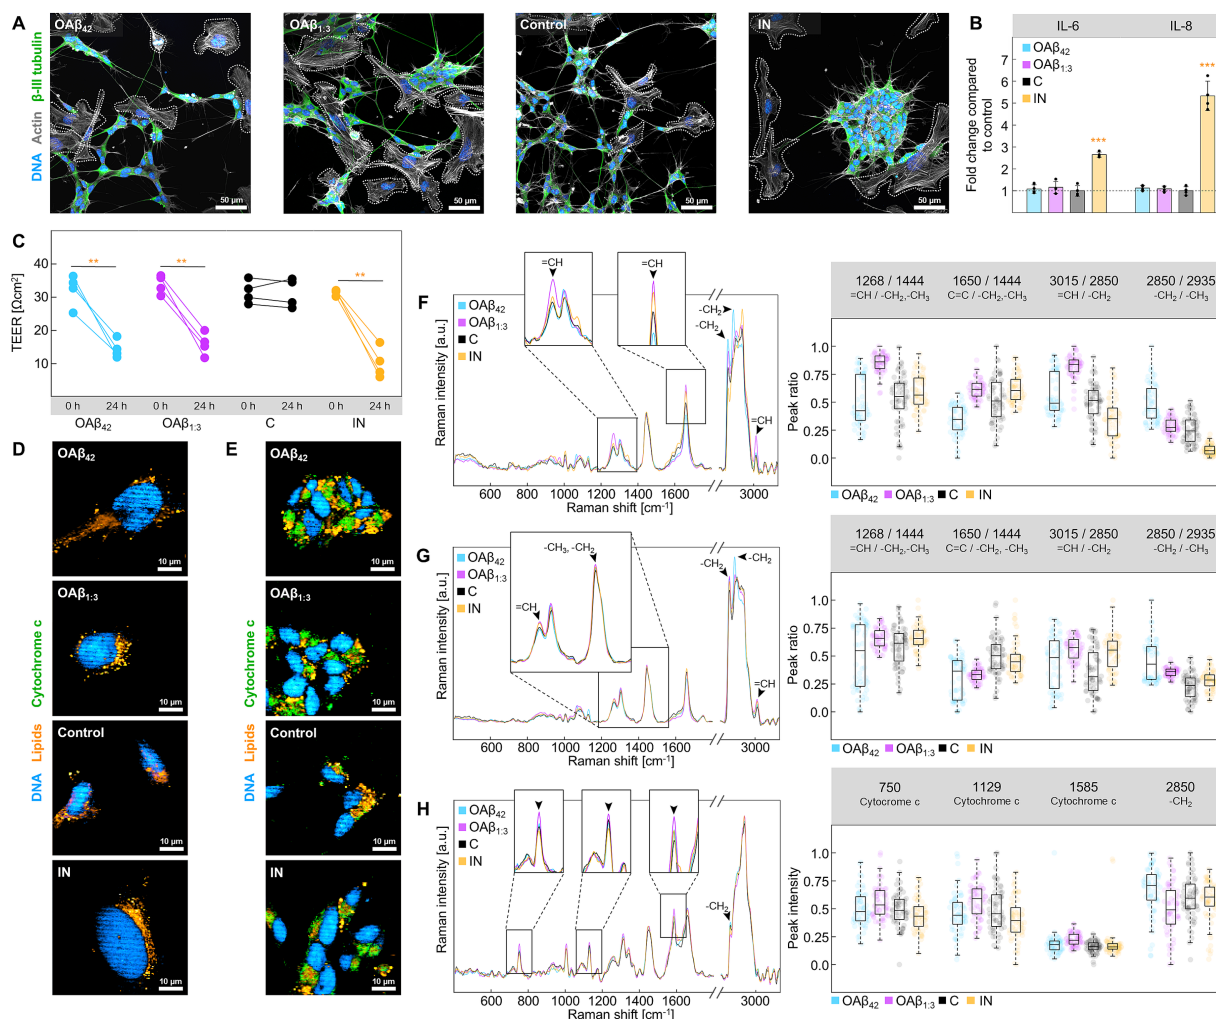 A
DNA Actin β-III tubulin
OAβ42
50 µm
OAβ1:3
50 µm
Control
50 µm
IN
50 µm
B
IL-6 IL-8
OAβ42
OAβ1:3
C
IN
Fold change compared
to control
7
6
5
4
3
2
1
***
***
C
TEER [Ωcm2]
40
30
20
10
** ** **
0 h 24 h 0 h 24 h 0 h 24 h 0 h 24 h
OAβ42 OAβ1:3 C IN
D
DNA Lipids Cytochrome c
OAβ42
10 µm
OAβ1:3
10 µm
Control
10 µm
IN
10 µm
E
DNA Lipids Cytochrome c
OAβ42
10 µm
OAβ1:3
10 µm
Control
10 µm
IN
10 µm
F
OAβ42
OAβ1:3
C
IN
=CH
=CH
-CH2
-CH2
=CH
Raman intensity [a.u.]
400 600 800 1000 1200 1400 1600 3000
Raman shift [cm-1]
1268 / 1444 1650 / 1444 3015 / 2850 2850 / 2935
=CH / -CH2,-CH3 C=C / -CH2,-CH3 =CH / -CH2 -CH2 / -CH3
Peak ratio
1.0
0.75
0.5
0.25
0.0
OAβ42 OAβ1:3 C IN
G
OAβ42
OAβ1:3
C
IN
-CH3, -CH2
=CH
-CH2
-CH2
=CH
Raman intensity [a.u.]
400 600 800 1000 1200 1400 1600 3000
Raman shift [cm-1]
1268 / 1444 1650 / 1444 3015 / 2850 2850 / 2935
=CH / -CH2,-CH3 C=C / -CH2, -CH3 =CH / -CH2 -CH2 / -CH3
Peak ratio
1.0
0.75
0.5
0.25
0.0
OAβ42 OAβ1:3 C IN
H
OAβ42
OAβ1:3
C
IN
-CH2
Raman intensity [a.u.]
400 600 800 1000 1200 1400 1600 3000
Raman shift [cm-1]
750 1129 1585 2850
Cytocrome c Cytochrome c Cytochrome c -CH2
Peak intensity
1.0
0.75
0.5
0.25
0.0
OAβ42 OAβ1:3 C IN